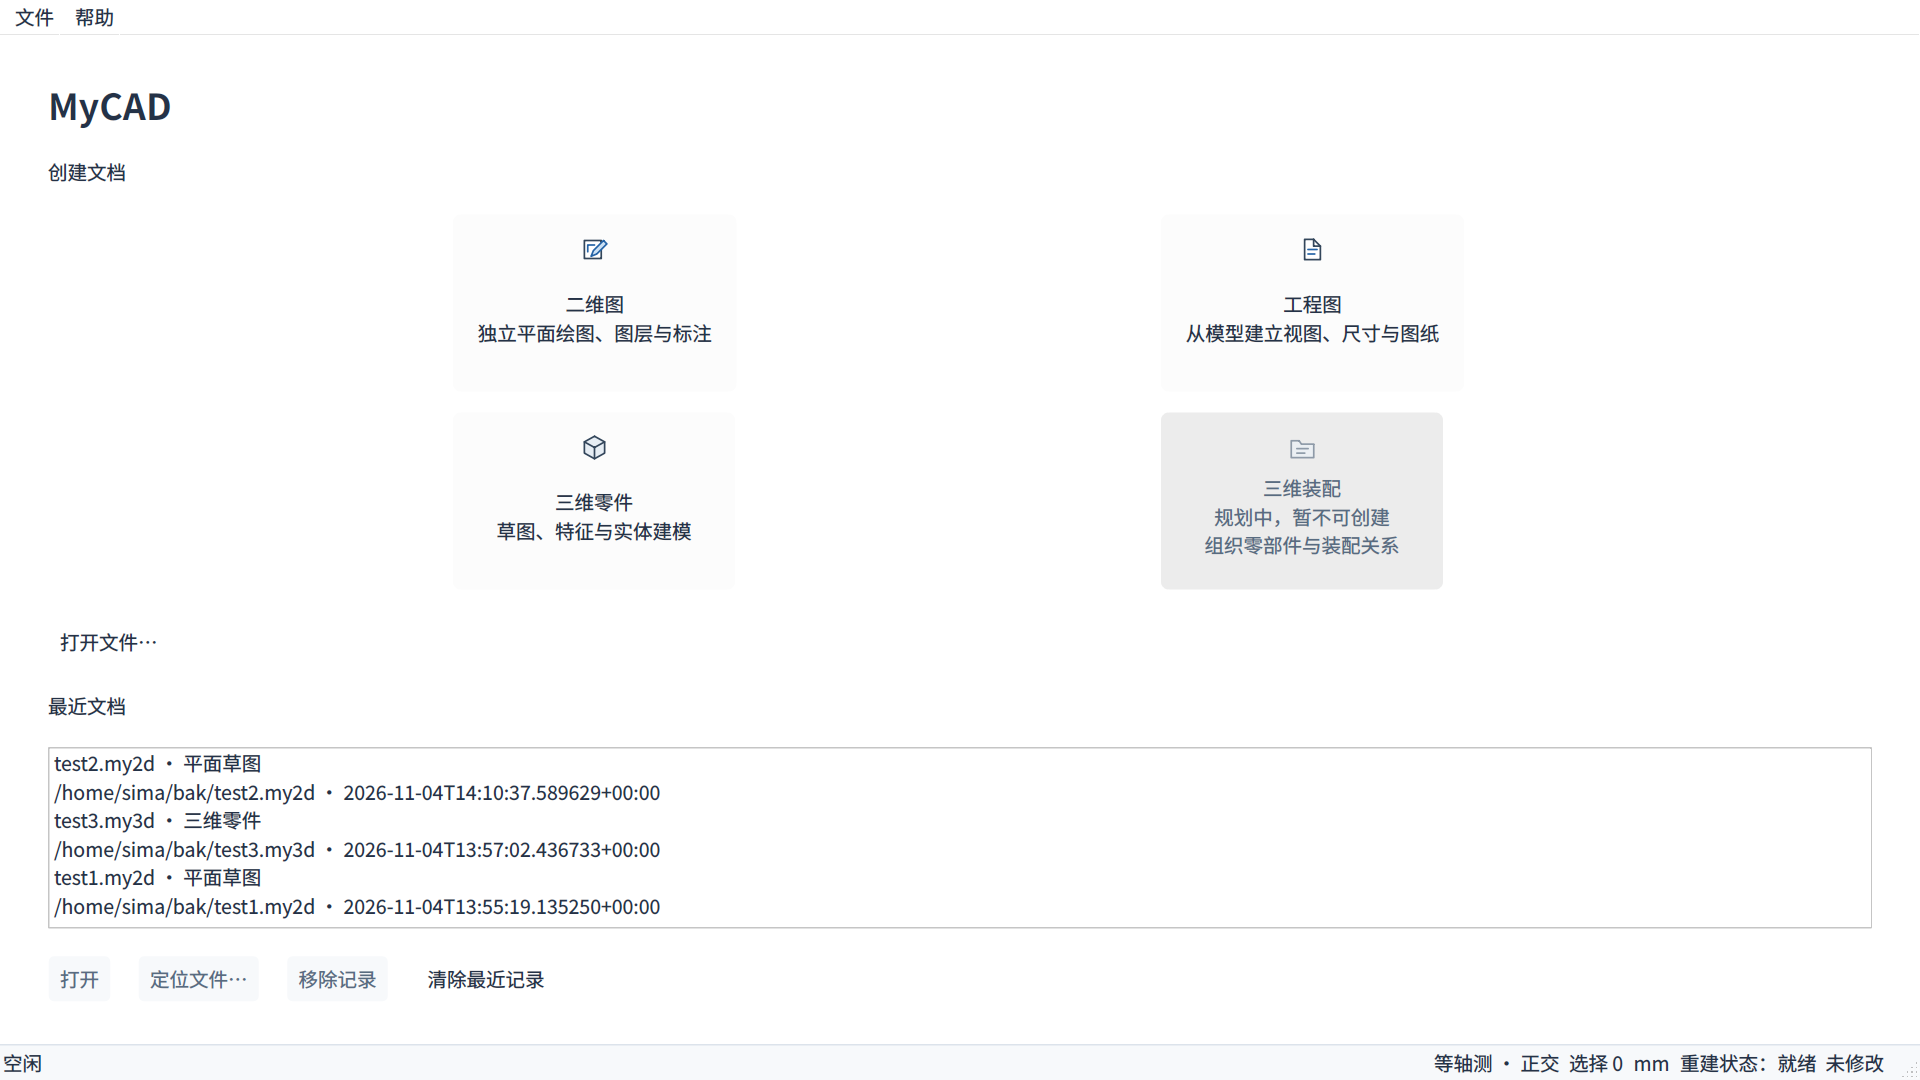 文件 帮助
MyCAD
创建文档
二维图
独立平面绘图、图层与标注
工程图
从模型建立视图、尺寸与图纸
三维零件
草图、特征与实体建模
三维装配
规划中，暂不可创建
组织零部件与装配关系
打开文件…
最近文档
test2.my2d · 平面草图
/home/sima/bak/test2.my2d · 2026-11-04T14:10:37.589629+00:00
test3.my3d · 三维零件
/home/sima/bak/test3.my3d · 2026-11-04T13:57:02.436733+00:00
test1.my2d · 平面草图
/home/sima/bak/test1.my2d · 2026-11-04T13:55:19.135250+00:00
打开 定位文件… 移除记录 清除最近记录
空闲 等轴测 · 正交 选择 0 mm 重建状态：就绪 未修改